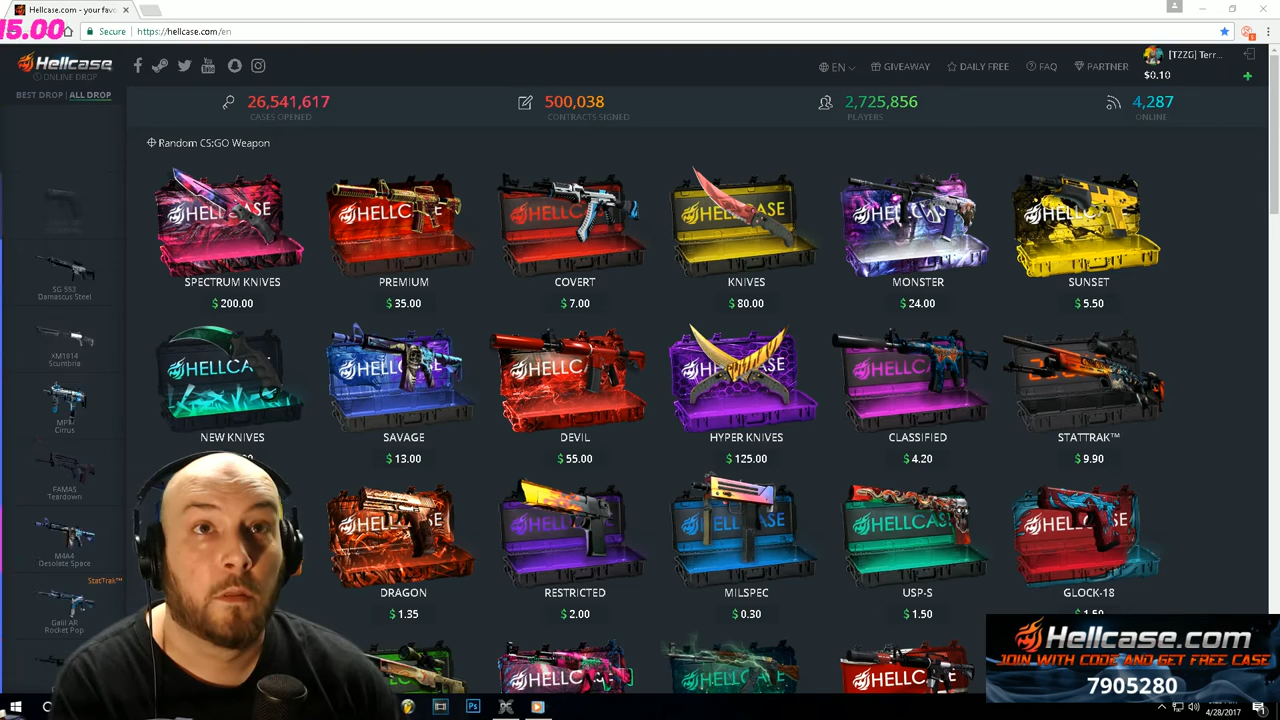 Hellcase.com - your favo
15.00
Secure
https://hellcase.com/en
Hellcase
ONLINE DROP
EN
GIVEAWAY
DAILY FREE
FAQ
PARTNER
[TZZG] Terr...
$0.10
BEST DROP | ALL DROP
26,541,617
CASES OPENED
500,038
CONTRACTS SIGNED
2,725,856
PLAYERS
4,287
ONLINE
Random CS:GO Weapon
SPECTRUM KNIVES
$ 200.00
PREMIUM
$ 35.00
COVERT
$ 7.00
KNIVES
$ 80.00
MONSTER
$ 24.00
SUNSET
$ 5.50
NEW KNIVES
SAVAGE
$ 13.00
DEVIL
$ 55.00
HYPER KNIVES
$ 125.00
CLASSIFIED
$ 4.20
STATTRAK™
$ 9.90
DRAGON
$ 1.35
RESTRICTED
$ 2.00
MILSPEC
$ 0.30
USP-S
$ 1.50
GLOCK-18
$ 1.50
SG 553
Damascus Steel
XM1014
Scumbria
MP7
Cirrus
FAMAS
Teardown
M4A4
Desolate Space
StatTrak™
Galil AR
Rocket Pop
Hellcase.com
JOIN WITH CODE AND GET FREE CASE
7905280
4/28/2017